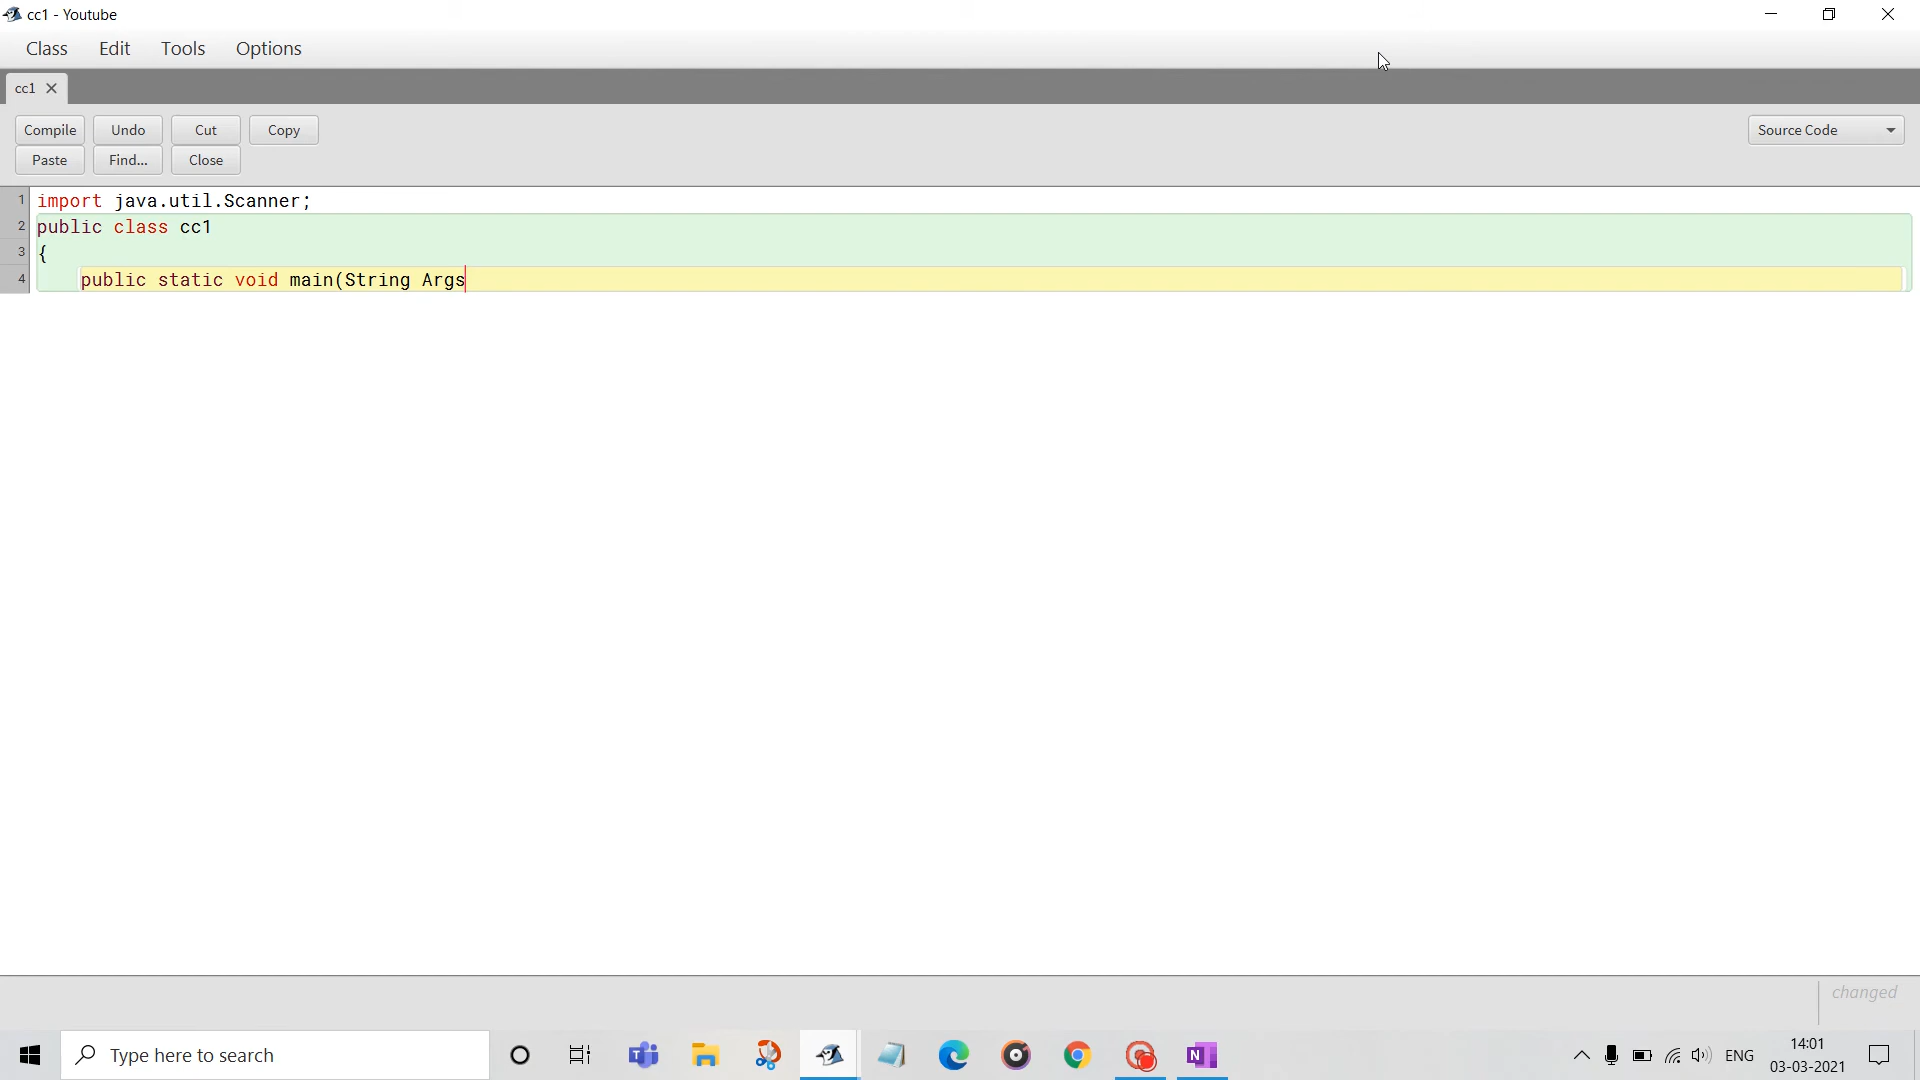 cc1 - Youtube
Class Edit Tools Options
cc1
Compile Undo Cut Copy Source Code
Paste Find... Close
1 import java.util.Scanner;
2 public class cc1
3 {
4 public static void main(String Args
changed
Type here to search
ENG
14:01
03-03-2021